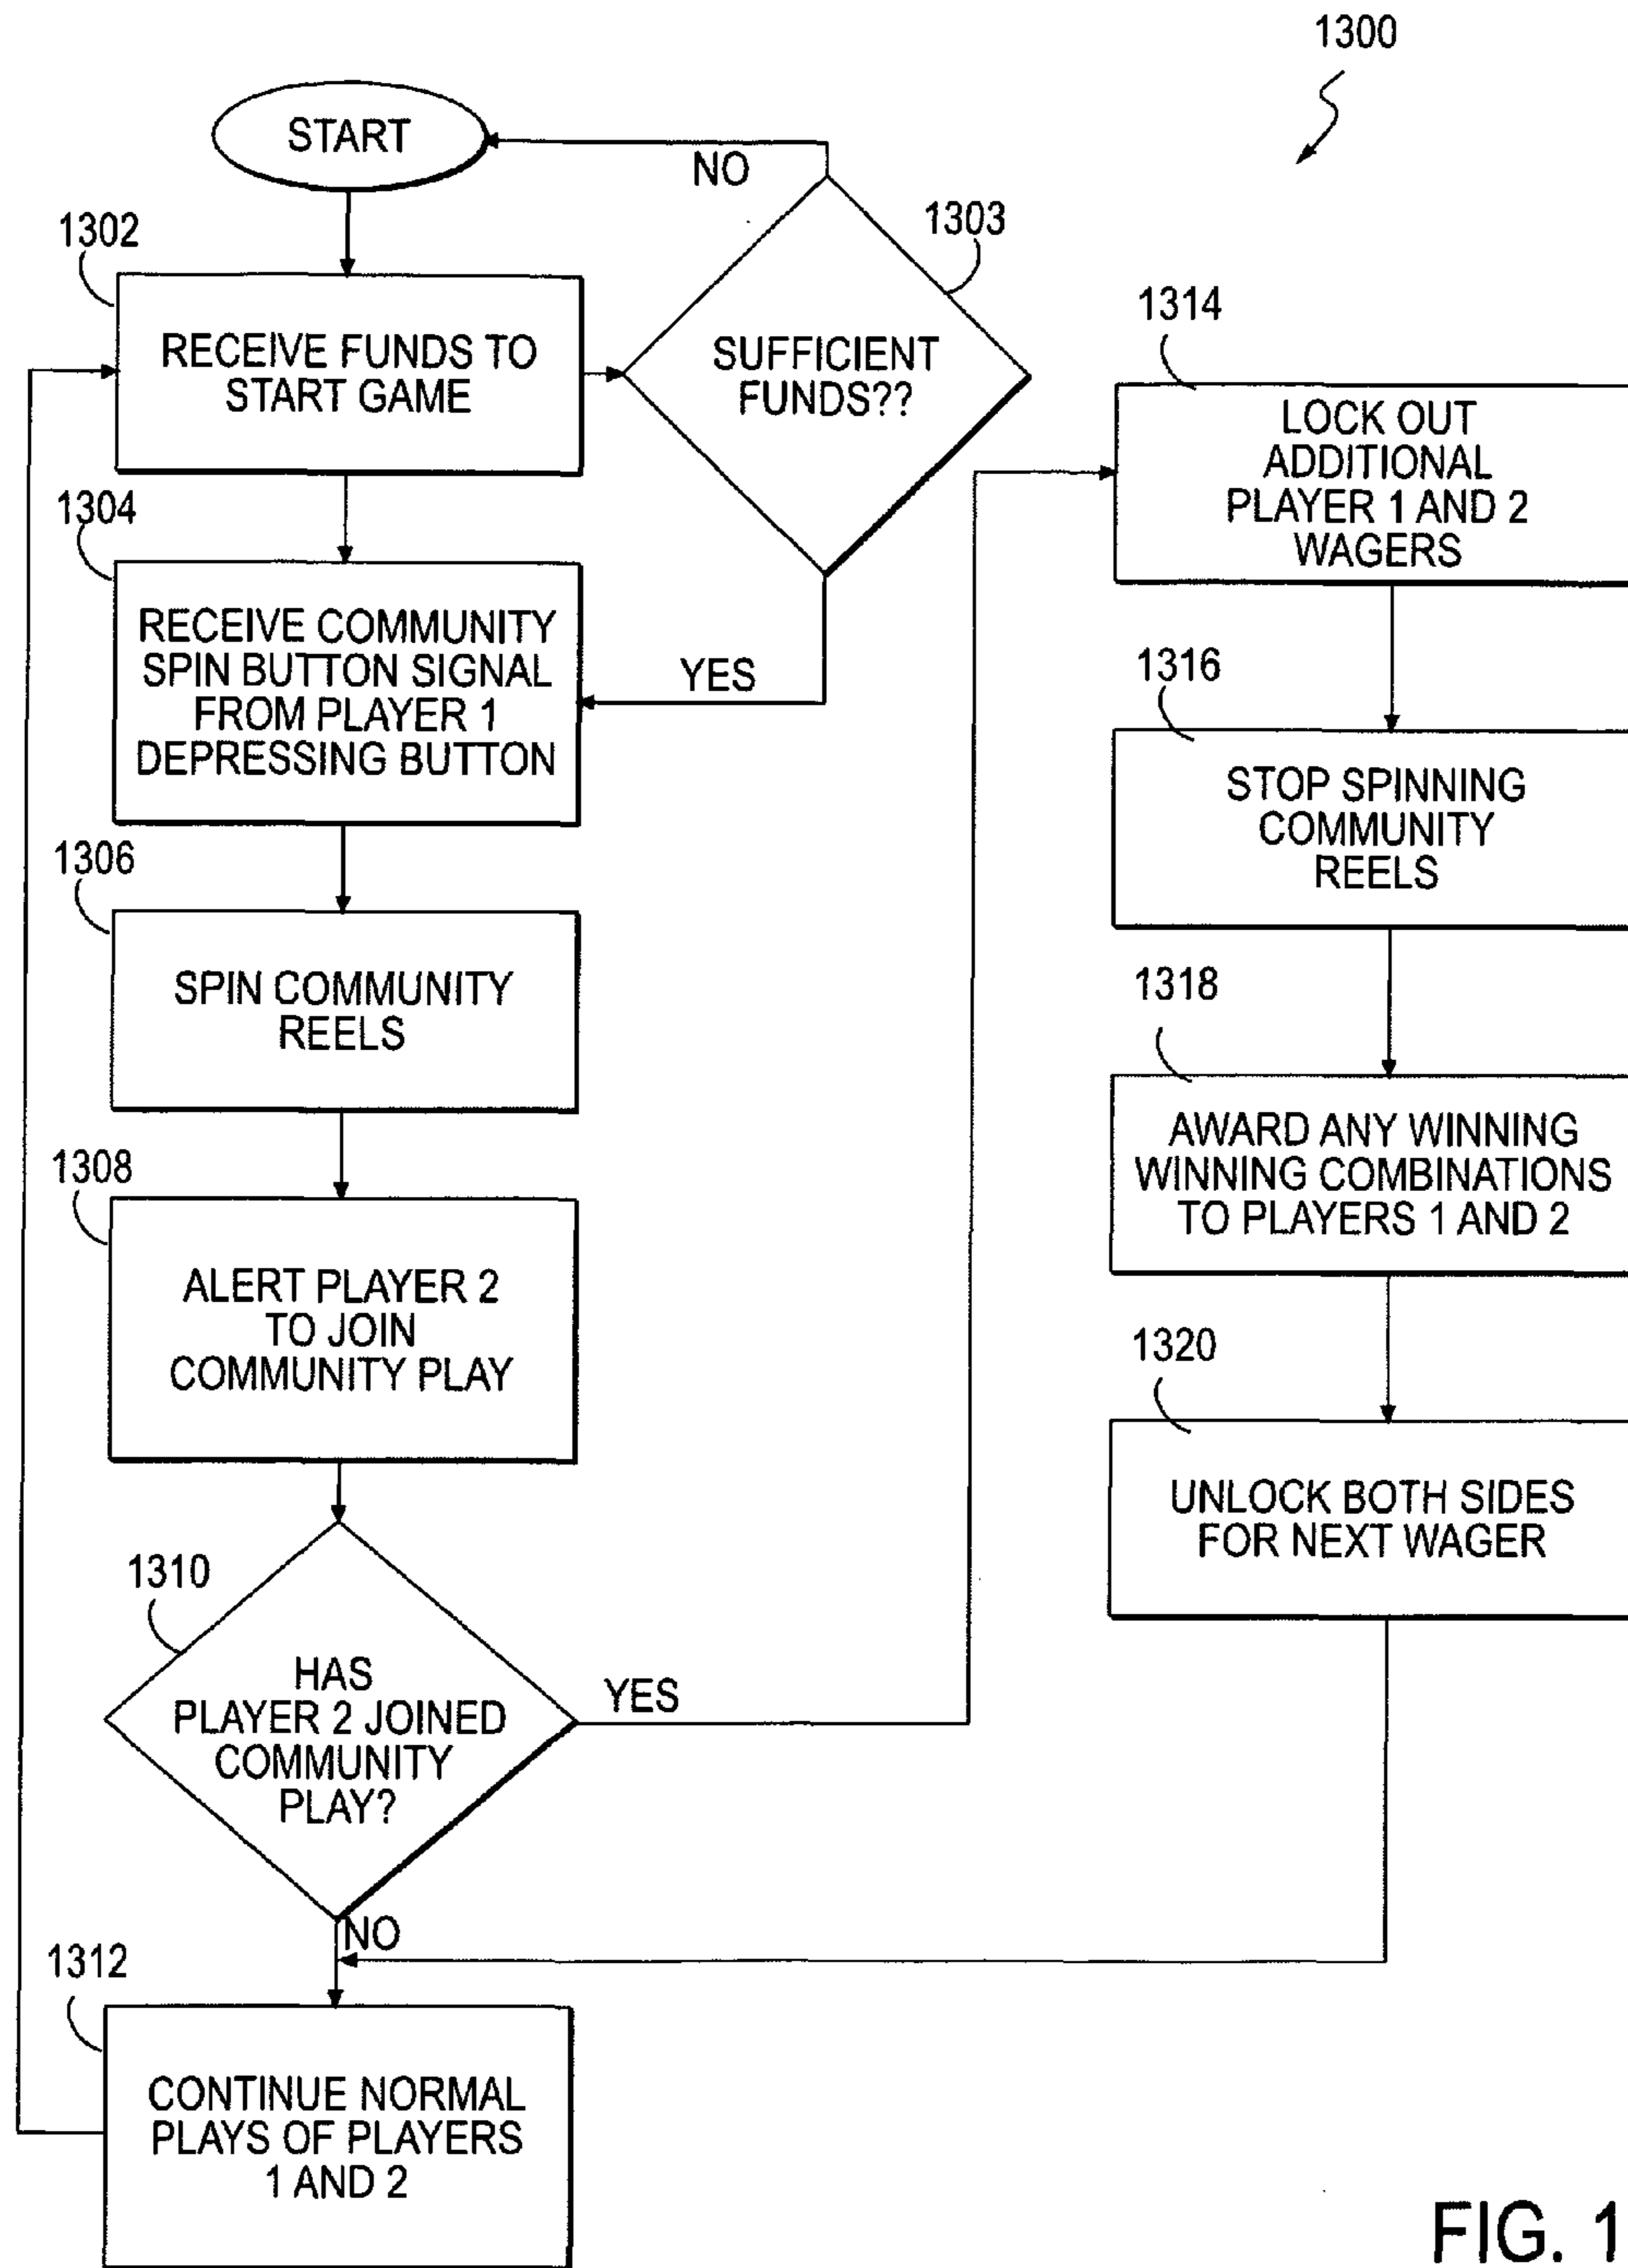 1300
START
NO
1303
1302
RECEIVE FUNDS TO
START GAME
SUFFICIENT
FUNDS??
1304
RECEIVE COMMUNITY
SPIN BUTTON SIGNAL
FROM PLAYER 1
DEPRESSING BUTTON
YES
1306
SPIN COMMUNITY
REELS
1308
ALERT PLAYER 2
TO JOIN
COMMUNITY PLAY
1310
HAS
PLAYER 2 JOINED
COMMUNITY
PLAY?
YES
NO
1312
CONTINUE NORMAL
PLAYS OF PLAYERS
1 AND 2
1314
LOCK OUT
ADDITIONAL
PLAYER 1 AND 2
WAGERS
1316
STOP SPINNING
COMMUNITY
REELS
1318
AWARD ANY WINNING
WINNING COMBINATIONS
TO PLAYERS 1 AND 2
1320
UNLOCK BOTH SIDES
FOR NEXT WAGER
FIG. 1